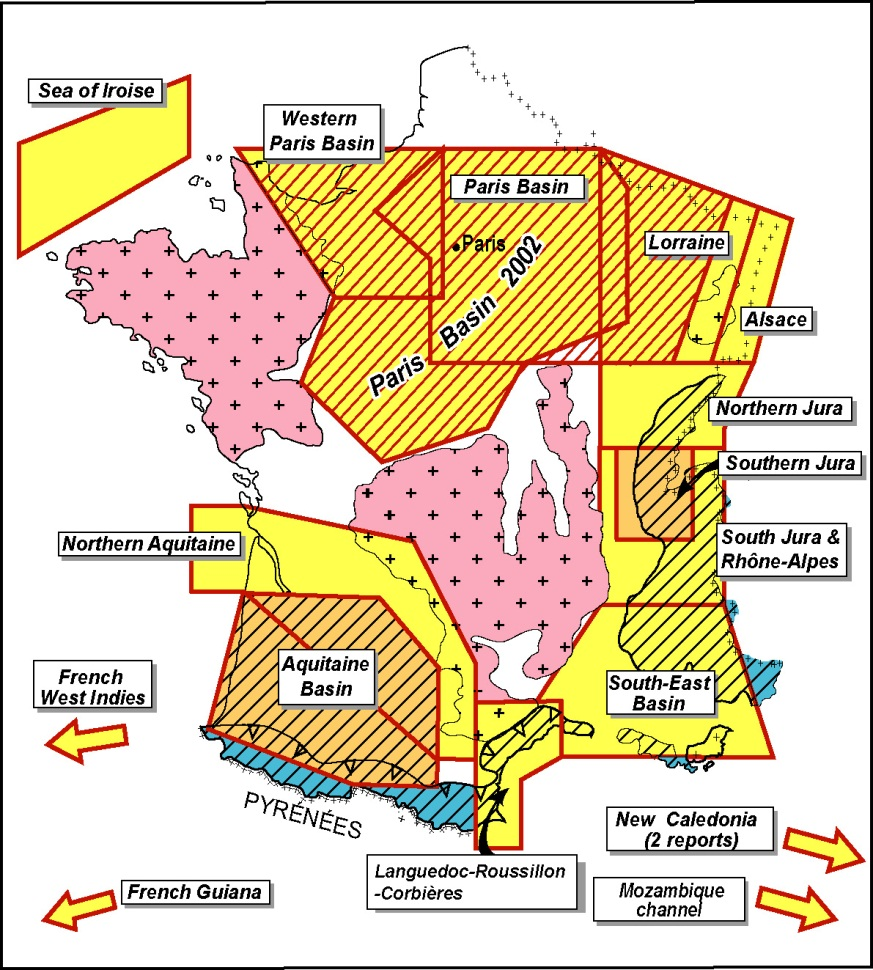 Sea of Iroise
Western
Paris Basin
Paris Basin
Paris
Lorraine
Paris Basin 2002
Alsace
Northern Jura
Southern Jura
South Jura &
Rhône-Alpes
Northern Aquitaine
Aquitaine
Basin
South-East
Basin
French
West Indies
PYRÉNÉES
New Caledonia
(2 reports)
Languedoc-Roussillon
-Corbières
French Guiana
Mozambique
channel